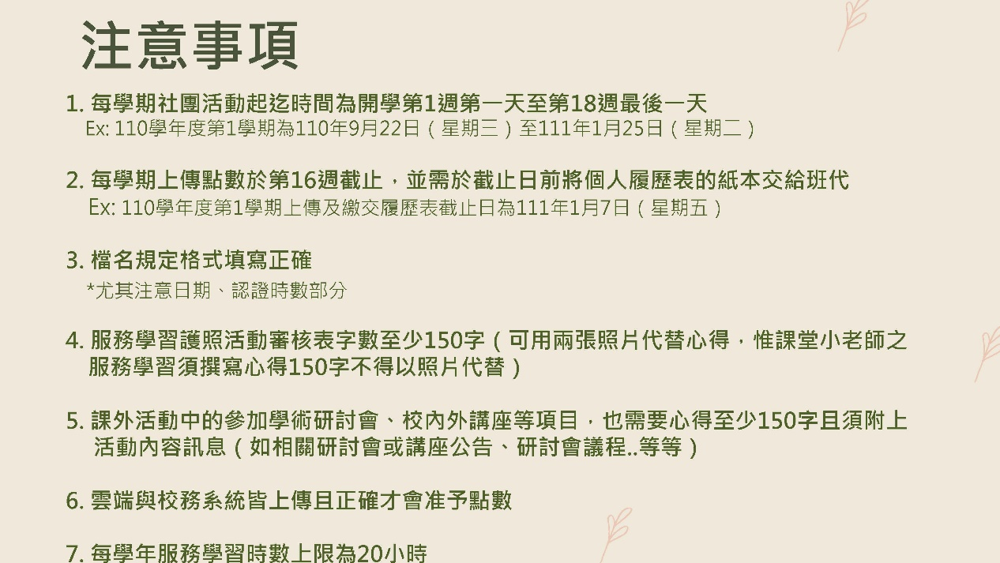 注意事項
1. 每學期社團活動起迄時間為開學第1週第一天至第18週最後一天
Ex: 110學年度第1學期為110年9月22日（星期三）至111年1月25日（星期二）
2. 每學期上傳點數於第16週截止，並需於截止日前將個人履歷表的紙本交給班代
Ex: 110學年度第1學期上傳及繳交履歷表截止日為111年1月7日（星期五）
3. 檔名規定格式填寫正確
*尤其注意日期、認證時數部分
4. 服務學習護照活動審核表字數至少150字（可用兩張照片代替心得，惟課堂小老師之
服務學習須撰寫心得150字不得以照片代替）
5. 課外活動中的參加學術研討會、校內外講座等項目，也需要心得至少150字且須附上
活動內容訊息（如相關研討會或講座公告、研討會議程..等等）
6. 雲端與校務系統皆上傳且正確才會准予點數
7. 每學年服務學習時數上限為20小時